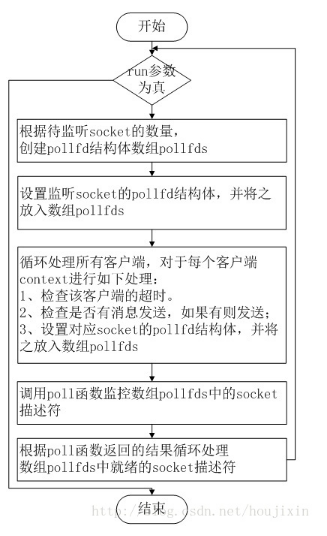 开始
run参数
为真
根据待监听socket的数量，
创建pollfd结构体数组pollfds
设置监听socket的pollfd结构体，并将之
放入数组pollfds
循环处理所有客户端，对于每个客户端
context进行如下处理：
1、检查该客户端的超时。
2、检查是否有消息发送，如果有则发送；
3、设置对应socket的pollfd结构体，并将
之放入数组pollfds
调用poll函数监控数组pollfds中的socket
描述符
根据poll函数返回的结果循环处理
数组pollfds中就绪的socket描述符
结束
http://blog.csdn.net/houjixin